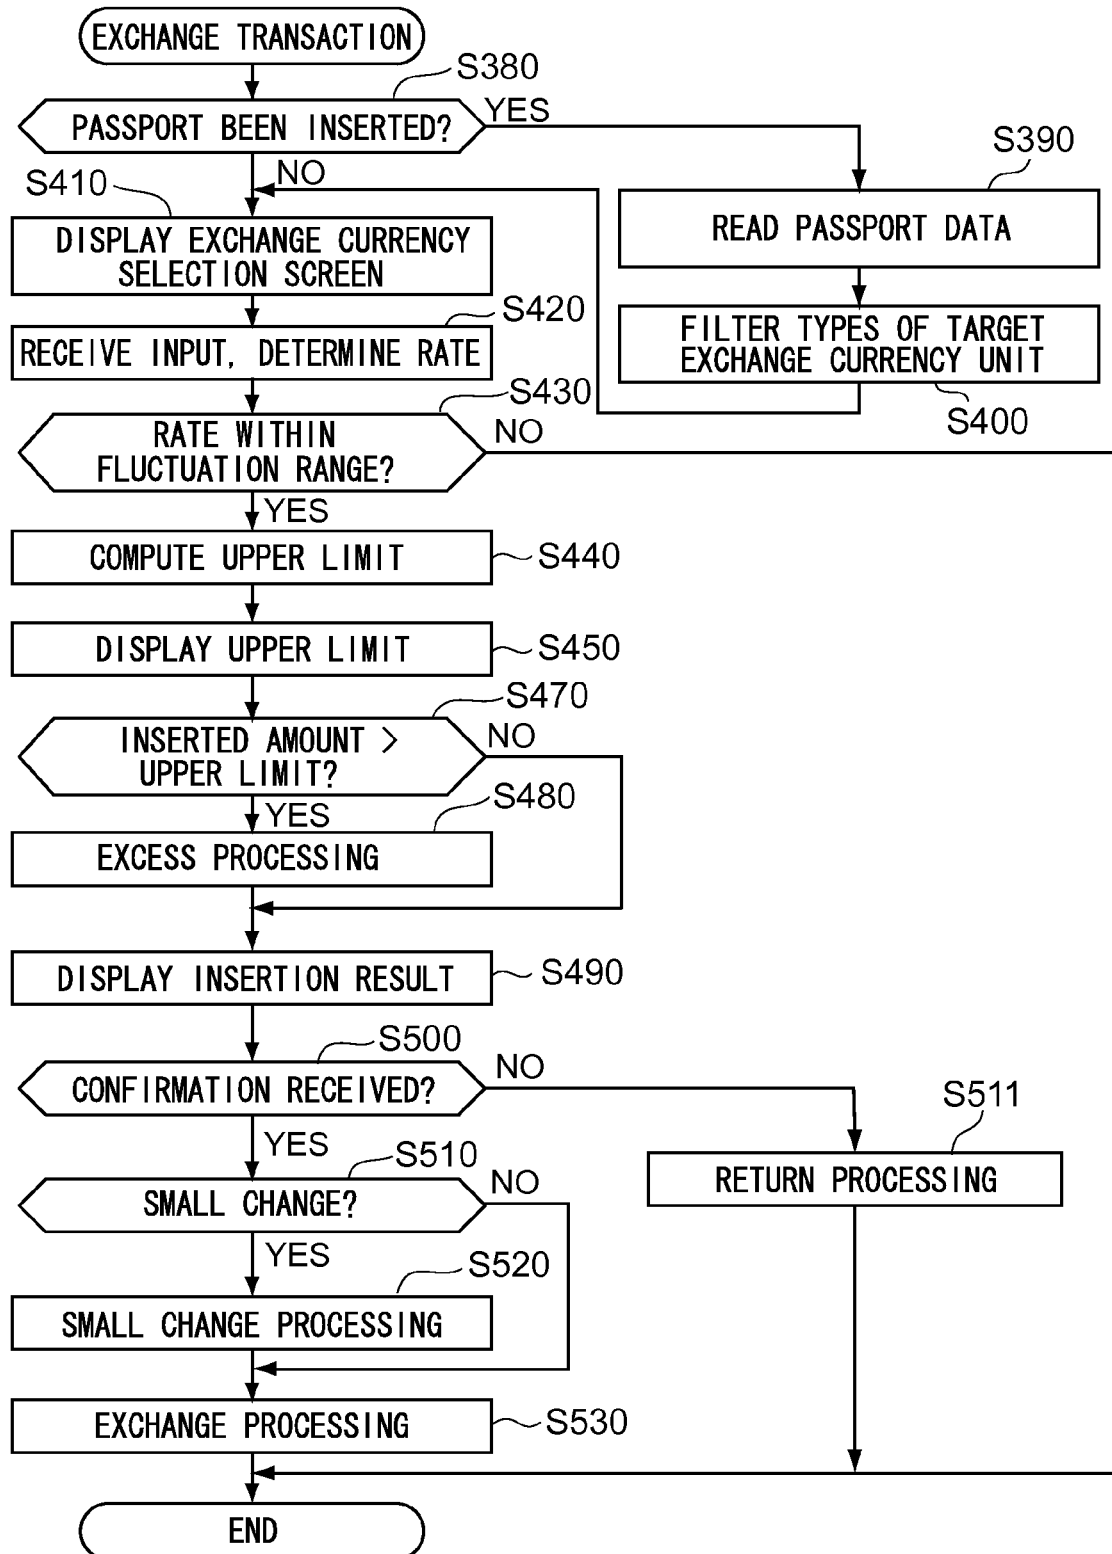 EXCHANGE TRANSACTION
S380
PASSPORT BEEN INSERTED?
YES
NO
S390
READ PASSPORT DATA
S410
DISPLAY EXCHANGE CURRENCY
SELECTION SCREEN
FILTER TYPES OF TARGET
EXCHANGE CURRENCY UNIT
S400
S420
RECEIVE INPUT, DETERMINE RATE
S430
RATE WITHIN
FLUCTUATION RANGE?
NO
YES
COMPUTE UPPER LIMIT
S440
DISPLAY UPPER LIMIT
S450
S470
INSERTED AMOUNT >
UPPER LIMIT?
NO
YES
S480
EXCESS PROCESSING
DISPLAY INSERTION RESULT
S490
S500
CONFIRMATION RECEIVED?
NO
YES
S511
RETURN PROCESSING
S510
SMALL CHANGE?
NO
YES
S520
SMALL CHANGE PROCESSING
EXCHANGE PROCESSING
S530
END